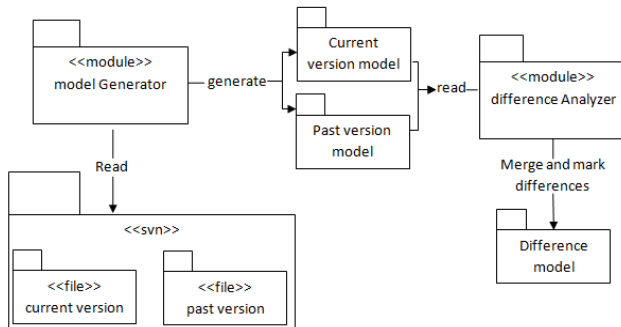 <<module>>
model Generator
generate
Current
version model
Past version
model
read
<<module>>
difference Analyzer
Read
Merge and mark
differences
<<svn>>
<<file>>
current version
<<file>>
past version
Difference
model